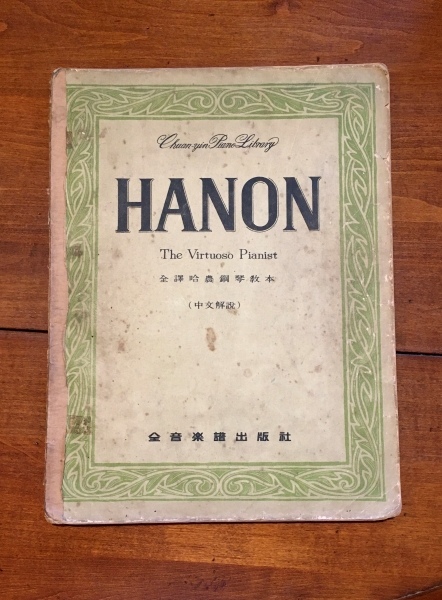 Chuan-yin Piano Library
HANON
The Virtuoso Pianist
全譯哈農鋼琴教本
（中文解說）
全音楽譜出版社